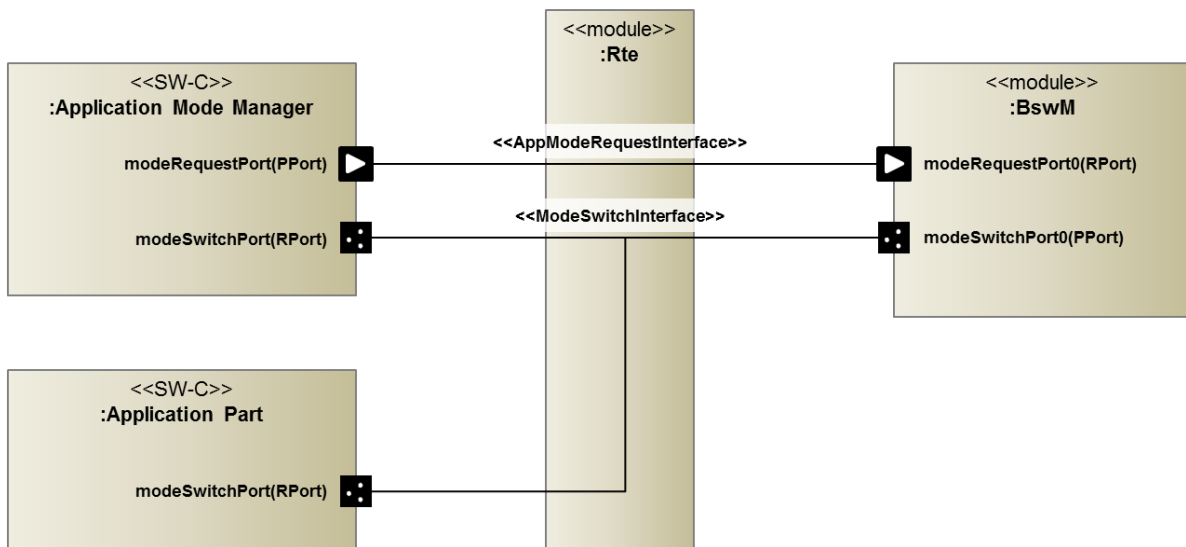 <<module>>
:Rte
<<SW-C>>
:Application Mode Manager
modeRequestPort(PPort)
modeSwitchPort(RPort)
<<AppModeRequestInterface>>
<<ModeSwitchInterface>>
<<module>>
:BswM
modeRequestPort0(RPort)
modeSwitchPort0(PPort)
<<SW-C>>
:Application Part
modeSwitchPort(RPort)